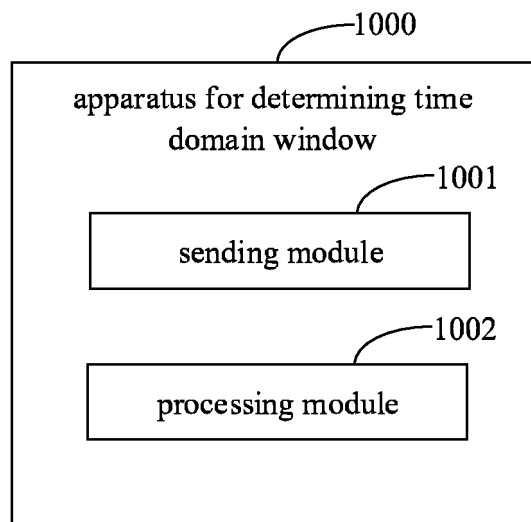 1000
apparatus for determining time
domain window
1001
sending module
1002
processing module